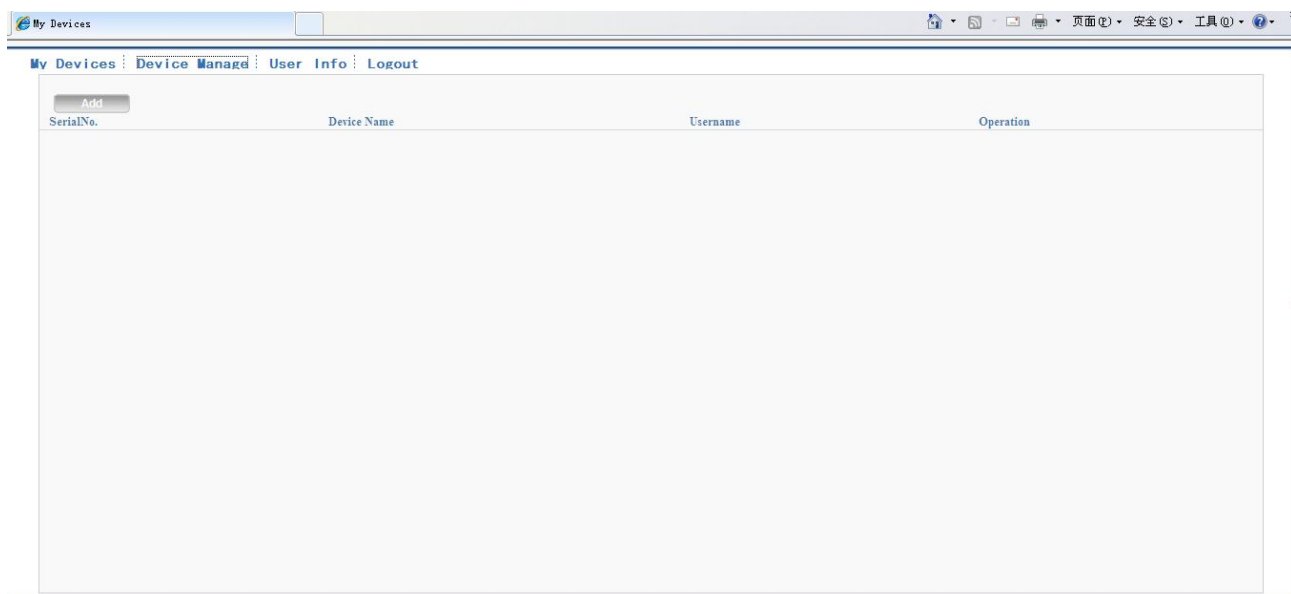 My Devices 页面(P) 安全(S) 工具(O)
My Devices Device Manage User Info Logout
Add
SerialNo. Device Name Username Operation